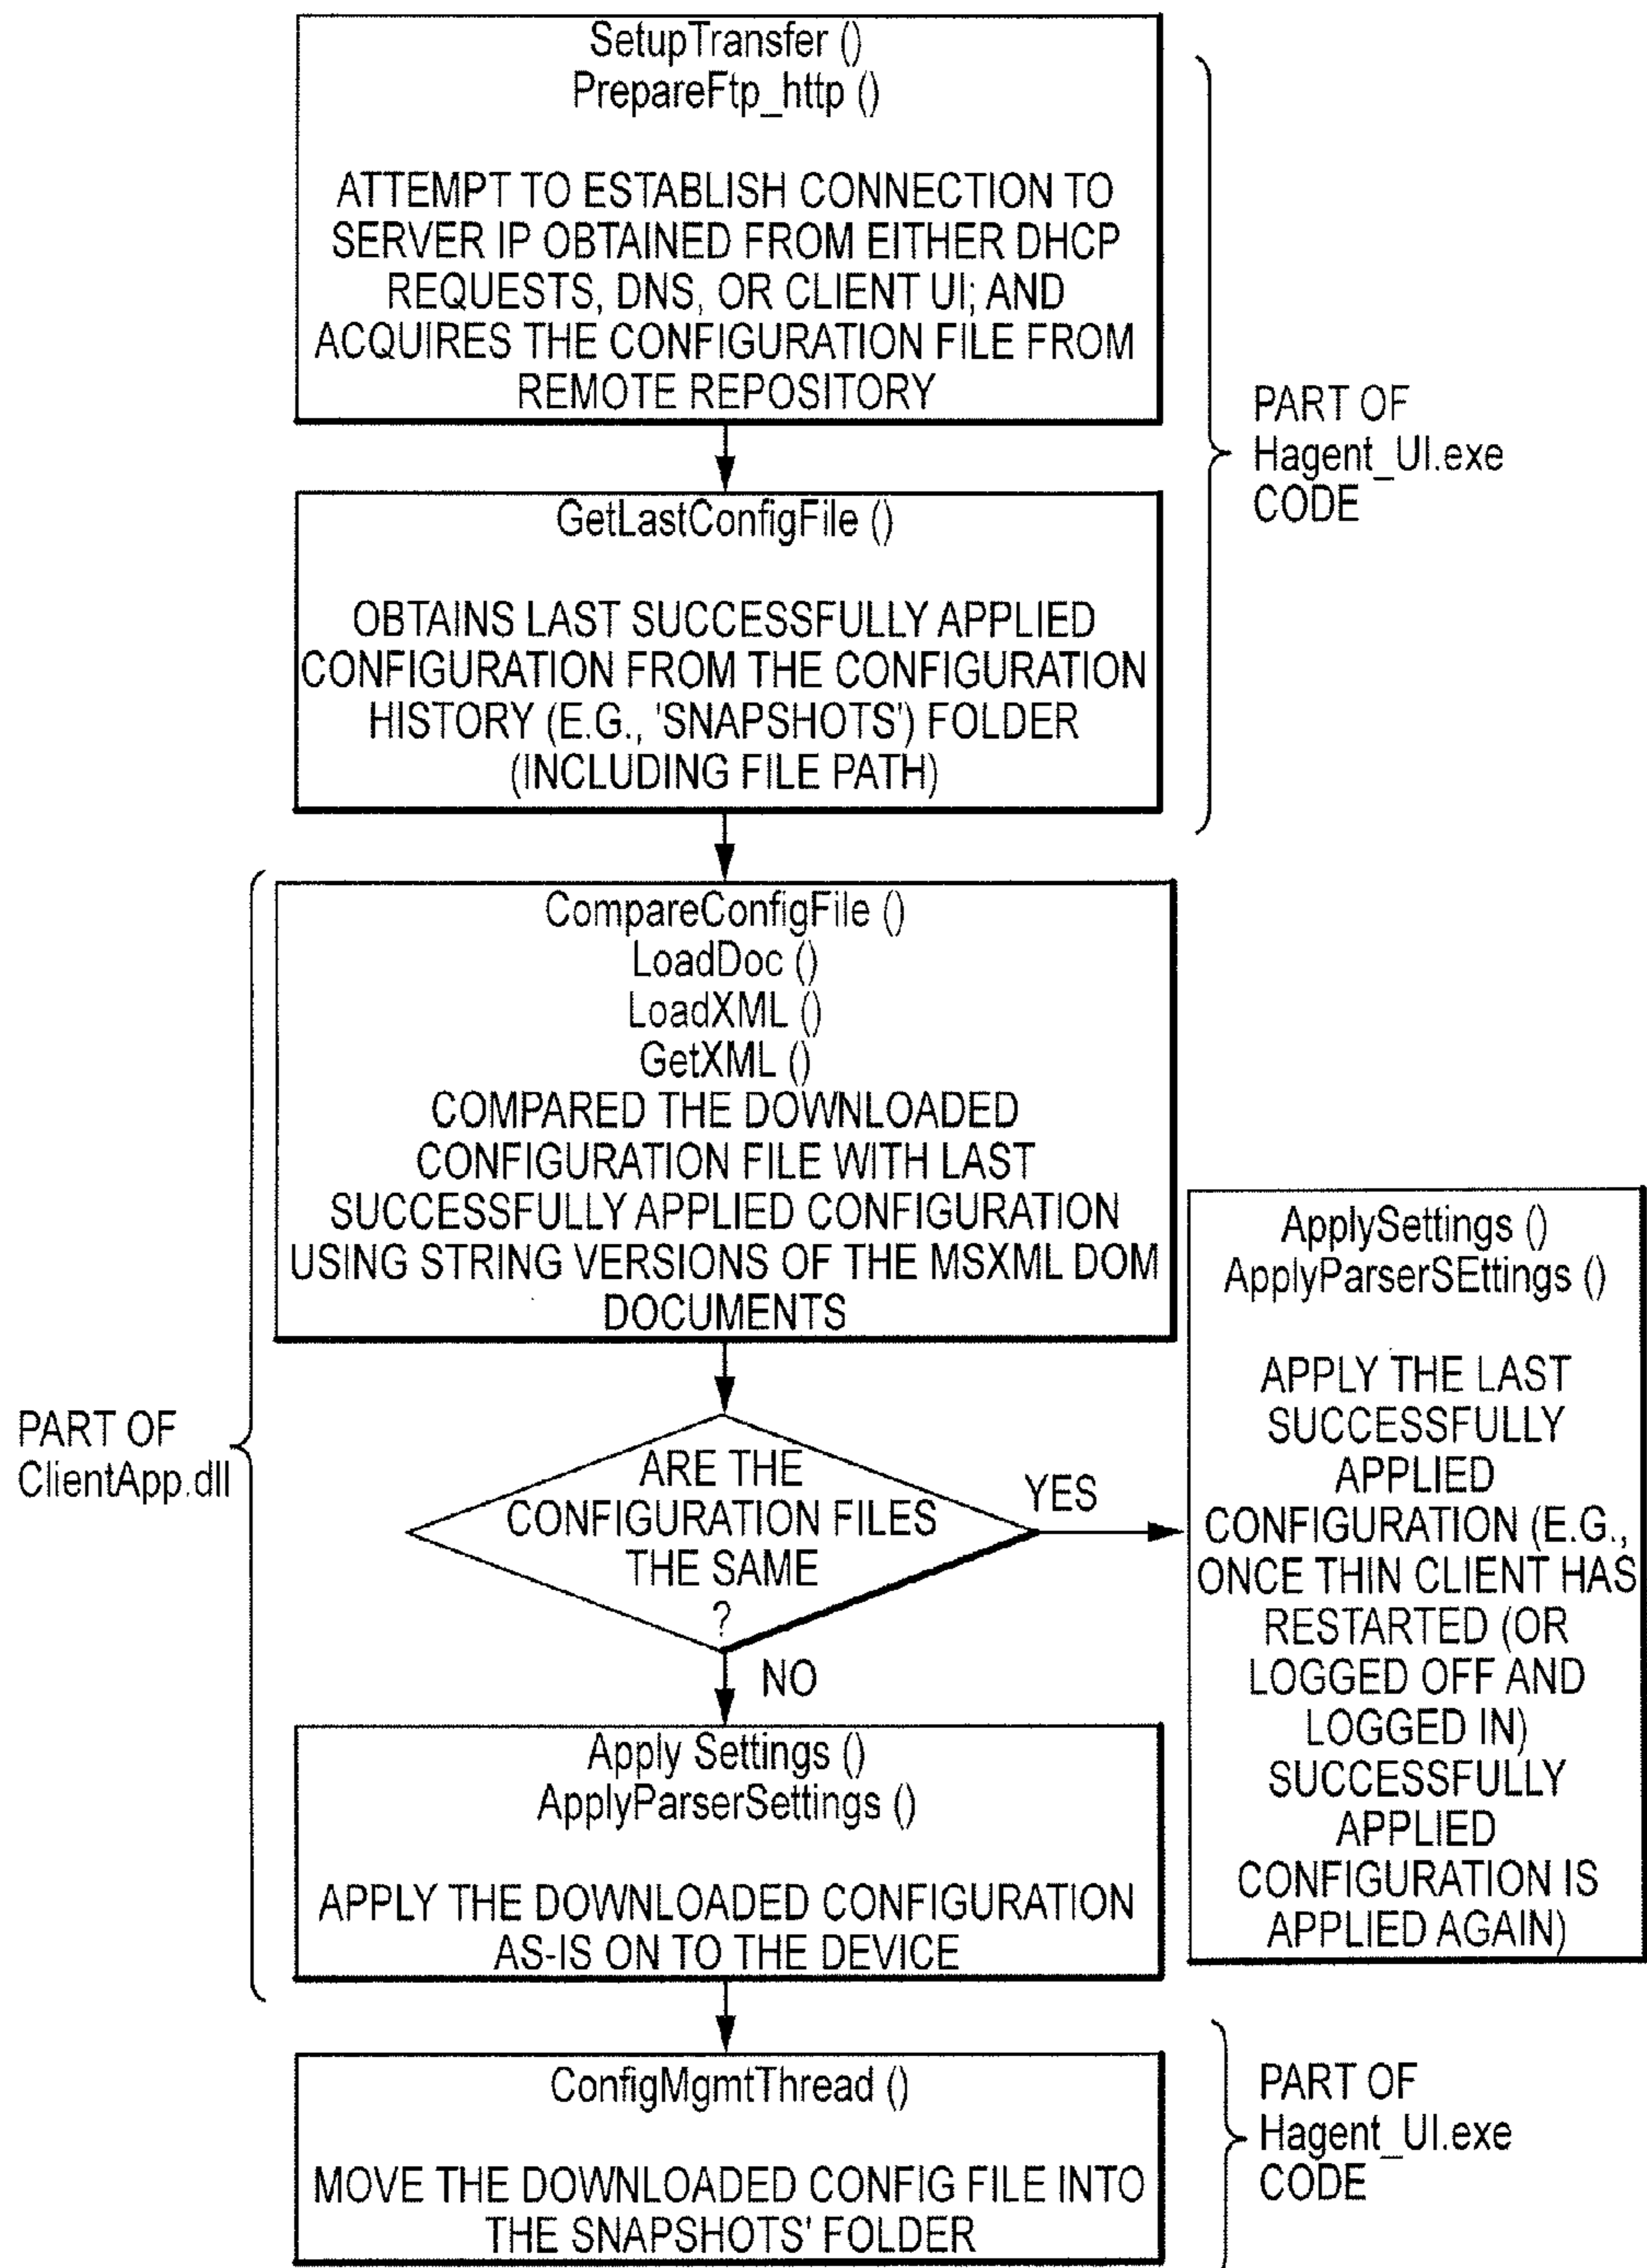 SetupTransfer ()
PrepareFtp_http ()
ATTEMPT TO ESTABLISH CONNECTION TO
SERVER IP OBTAINED FROM EITHER DHCP
REQUESTS, DNS, OR CLIENT UI; AND
ACQUIRES THE CONFIGURATION FILE FROM
REMOTE REPOSITORY
PART OF
Hagent_UI.exe
CODE
GetLastConfigFile ()
OBTAINS LAST SUCCESSFULLY APPLIED
CONFIGURATION FROM THE CONFIGURATION
HISTORY (E.G., 'SNAPSHOTS') FOLDER
(INCLUDING FILE PATH)
CompareConfigFile ()
LoadDoc ()
LoadXML ()
GetXML ()
COMPARED THE DOWNLOADED
CONFIGURATION FILE WITH LAST
SUCCESSFULLY APPLIED CONFIGURATION
USING STRING VERSIONS OF THE MSXML DOM
DOCUMENTS
PART OF
ClientApp.dll
ARE THE
CONFIGURATION FILES
THE SAME
?
YES
NO
ApplySettings ()
ApplyParserSEttings ()
APPLY THE LAST
SUCCESSFULLY
APPLIED
CONFIGURATION (E.G.,
ONCE THIN CLIENT HAS
RESTARTED (OR
LOGGED OFF AND
LOGGED IN)
SUCCESSFULLY
APPLIED
CONFIGURATION IS
APPLIED AGAIN)
Apply Settings ()
ApplyParserSettings ()
APPLY THE DOWNLOADED CONFIGURATION
AS-IS ON TO THE DEVICE
ConfigMgmtThread ()
MOVE THE DOWNLOADED CONFIG FILE INTO
THE SNAPSHOTS' FOLDER
PART OF
Hagent_UI.exe
CODE